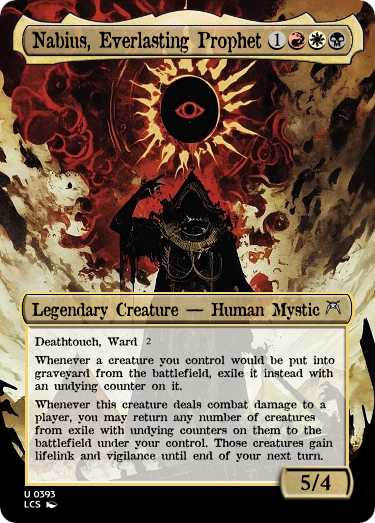 Nabius, Everlasting Prophet 1
Legendary Creature — Human Mystic
Deathtouch, Ward 2
Whenever a creature you control would be put into
graveyard from the battlefield, exile it instead with
an undying counter on it.
Whenever this creature deals combat damage to a
player, you may return any number of creatures
from exile with undying counters on them to the
battlefield under your control. Those creatures gain
lifelink and vigilance until end of your next turn.
5/4
U 0393
LCS